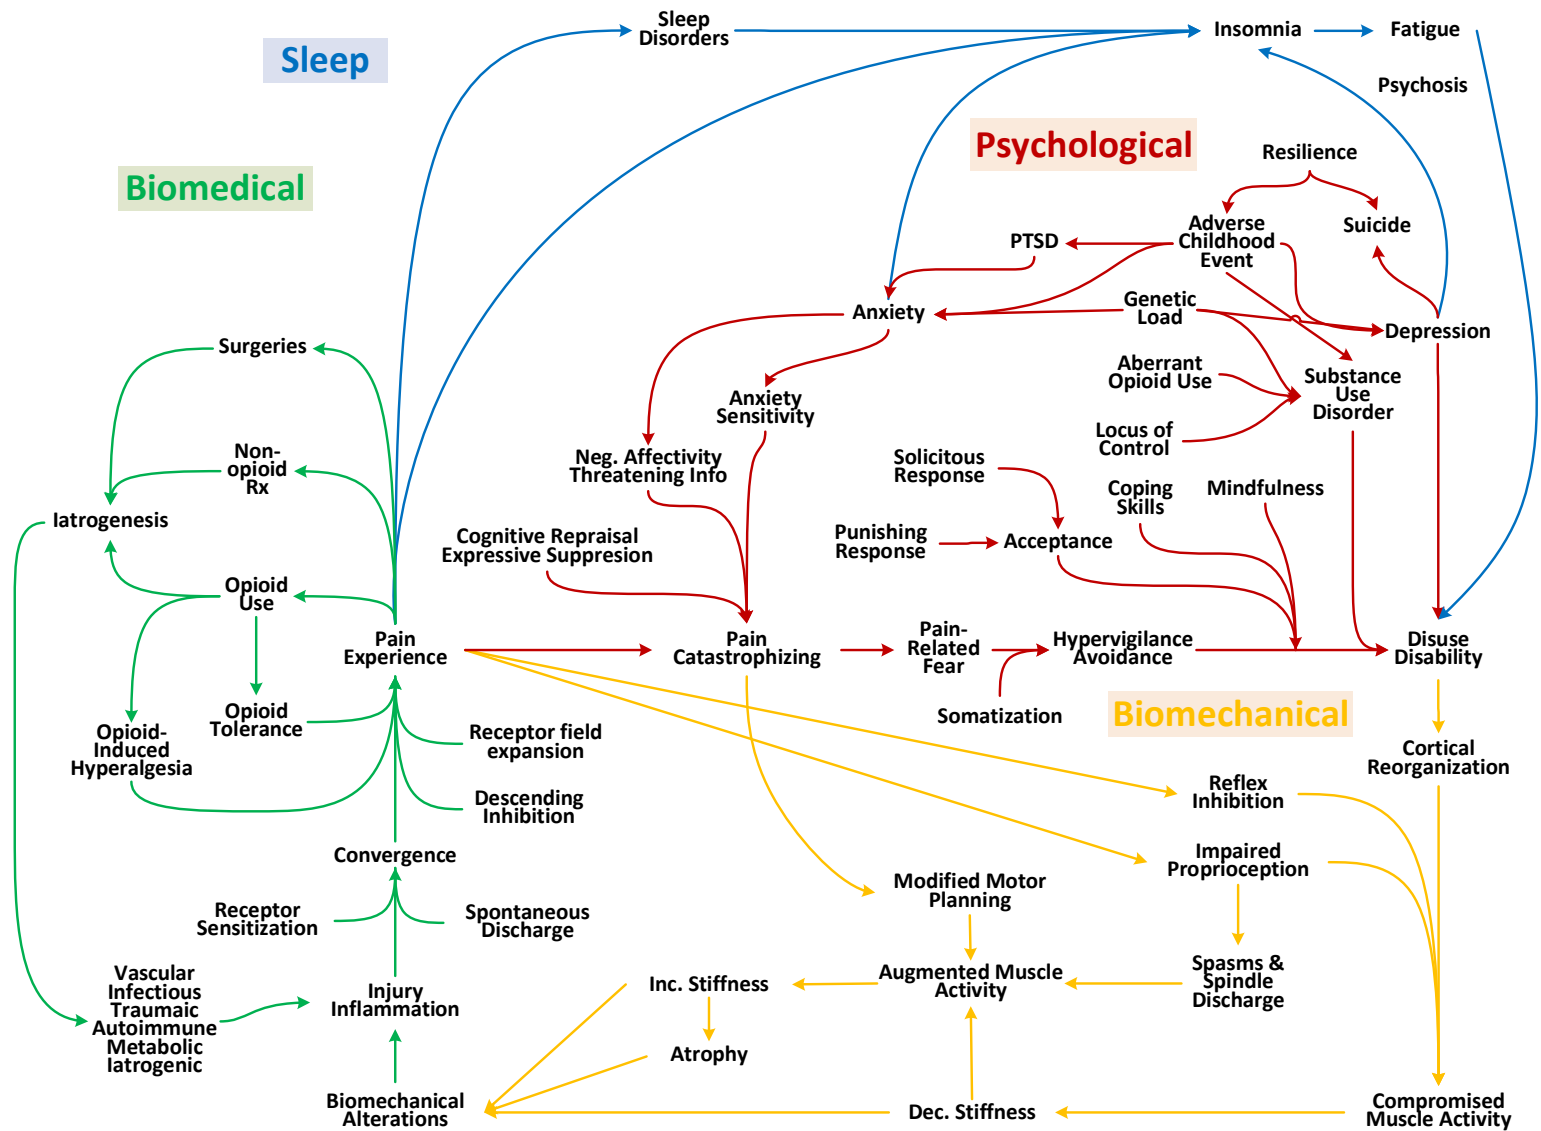 Sleep
Disorders
Insomnia
Fatigue
Sleep
Psychosis
Psychological
Resilience
Biomedical
Adverse
Childhood
Event
Suicide
PTSD
Anxiety
Genetic
Load
Depression
Surgeries
Aberrant
Opioid Use
Substance
Use
Disorder
Anxiety
Sensitivity
Locus of
Control
Non-
opioid
Rx
Neg. Affectivity
Threatening Info
Solicitous
Response
Coping
Skills
Mindfulness
Iatrogenesis
Cognitive Repraisal
Expressive Suppresion
Punishing
Response
Acceptance
Opioid
Use
Pain
Experience
Pain
Catastrophizing
Pain-
Related
Fear
Hypervigilance
Avoidance
Disuse
Disability
Opioid
Tolerance
Somatization
Biomechanical
Opioid-
Induced
Hyperalgesia
Receptor field
expansion
Cortical
Reorganization
Descending
Inhibition
Reflex
Inhibition
Convergence
Impaired
Proprioception
Modified Motor
Planning
Receptor
Sensitization
Spontaneous
Discharge
Vascular
Infectious
Traumaic
Autoimmune
Metabolic
Iatrogenic
Injury
Inflammation
Inc. Stiffness
Augmented Muscle
Activity
Spasms &
Spindle
Discharge
Atrophy
Biomechanical
Alterations
Dec. Stiffness
Compromised
Muscle Activity